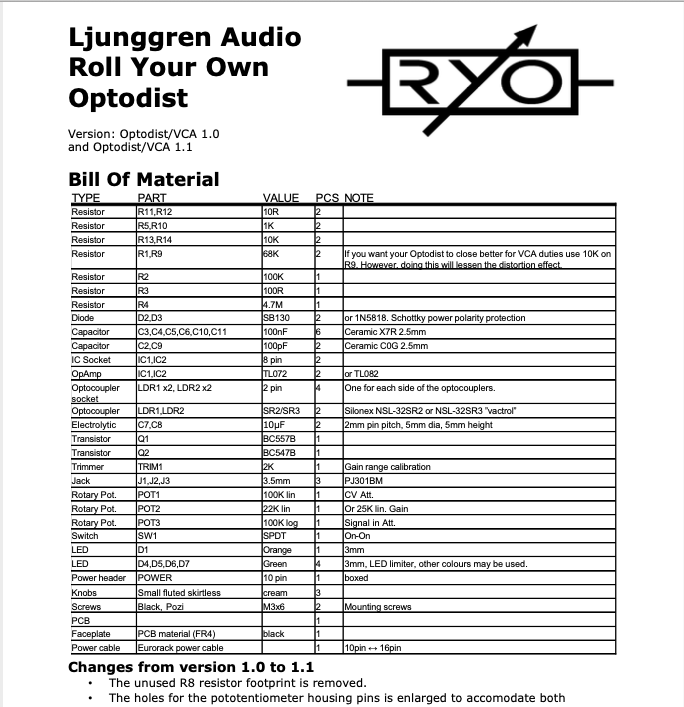 Ljunggren Audio
Roll Your Own
Optodist
RYO
Version: Optodist/VCA 1.0
and Optodist/VCA 1.1
Bill Of Material
TYPE PART VALUE PCS NOTE
Resistor R11,R12 10R 2
Resistor R5,R10 1K 2
Resistor R13,R14 10K 2
Resistor R1,R9 68K 2 If you want your Optodist to close better for VCA duties use 10K on
R9. However, doing this will lessen the distortion effect.
Resistor R2 100K 1
Resistor R3 100R 1
Resistor R4 4.7M 1
Diode D2,D3 SB130 2 or 1N5818. Schottky power polarity protection
Capacitor C3,C4,C5,C6,C10,C11 100nF 6 Ceramic X7R 2.5mm
Capacitor C2,C9 100pF 2 Ceramic C0G 2.5mm
IC Socket IC1,IC2 8 pin 2
OpAmp IC1,IC2 TL072 2 or TL082
Optocoupler LDR1 x2, LDR2 x2 2 pin 4 One for each side of the optocouplers.
socket
Optocoupler LDR1,LDR2 SR2/SR3 2 Silonex NSL-32SR2 or NSL-32SR3 "vactrol"
Electrolytic C7,C8 10µF 2 2mm pin pitch, 5mm dia, 5mm height
Transistor Q1 BC557B 1
Transistor Q2 BC547B 1
Trimmer TRIM1 2K 1 Gain range calibration
Jack J1,J2,J3 3.5mm 3 PJ301BM
Rotary Pot. POT1 100K lin 1 CV Att.
Rotary Pot. POT2 22K lin 1 Or 25K lin. Gain
Rotary Pot. POT3 100K log 1 Signal in Att.
Switch SW1 SPDT 1 On-On
LED D1 Orange 1 3mm
LED D4,D5,D6,D7 Green 4 3mm, LED limiter, other colours may be used.
Power header POWER 10 pin 1 boxed
Knobs Small fluted skirtless cream 3
Screws Black, Pozi M3x6 2 Mounting screws
PCB 1
Faceplate PCB material (FR4) black 1
Power cable Eurorack power cable 1 10pin ↔ 16pin
Changes from version 1.0 to 1.1
• The unused R8 resistor footprint is removed.
• The holes for the pototentiometer housing pins is enlarged to accomodate both